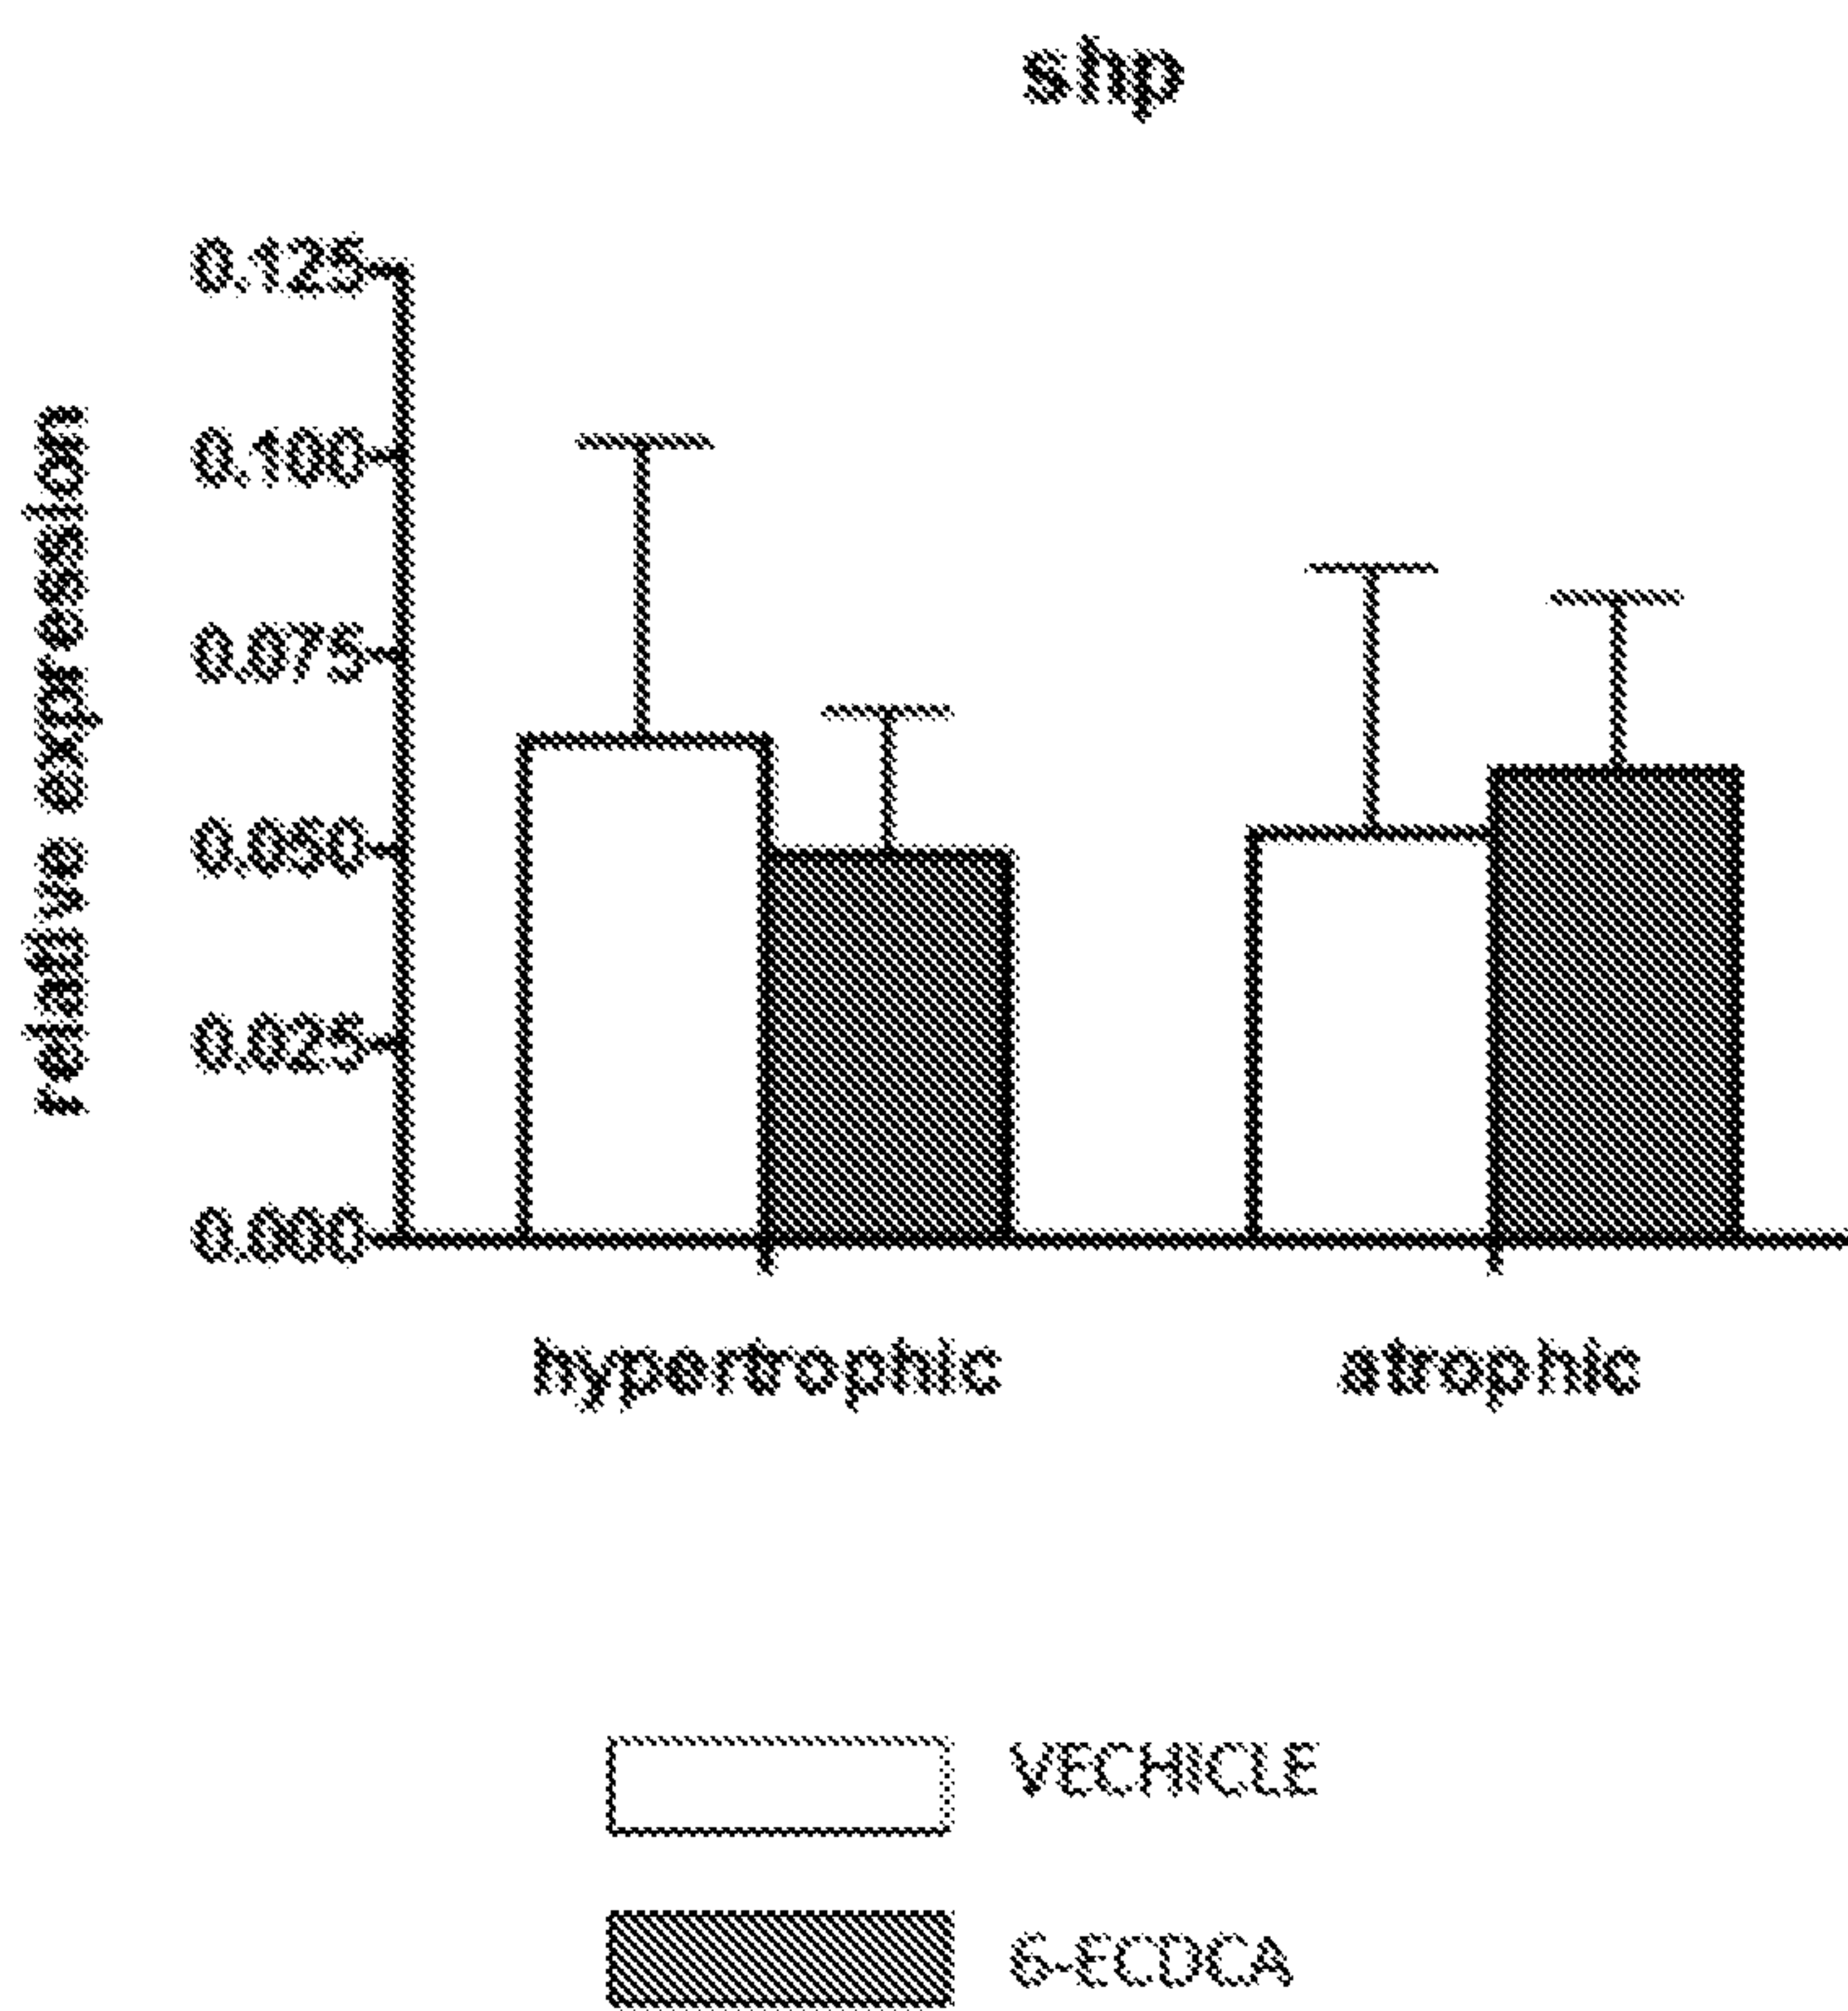 shp
relative expression
0.125
0.100
0.075
0.050
0.025
0.000
hypertrophic
atrophic
VECHICLE
6-ECDCA